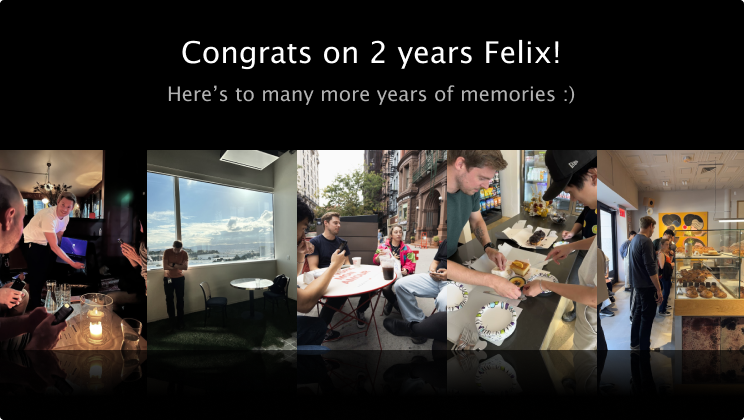 Congrats on 2 years Felix!
Here’s to many more years of memories :)